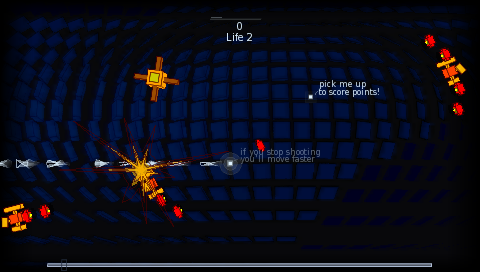 0
Life 2
pick me up
to score points!
if you stop shooting
you'll move faster